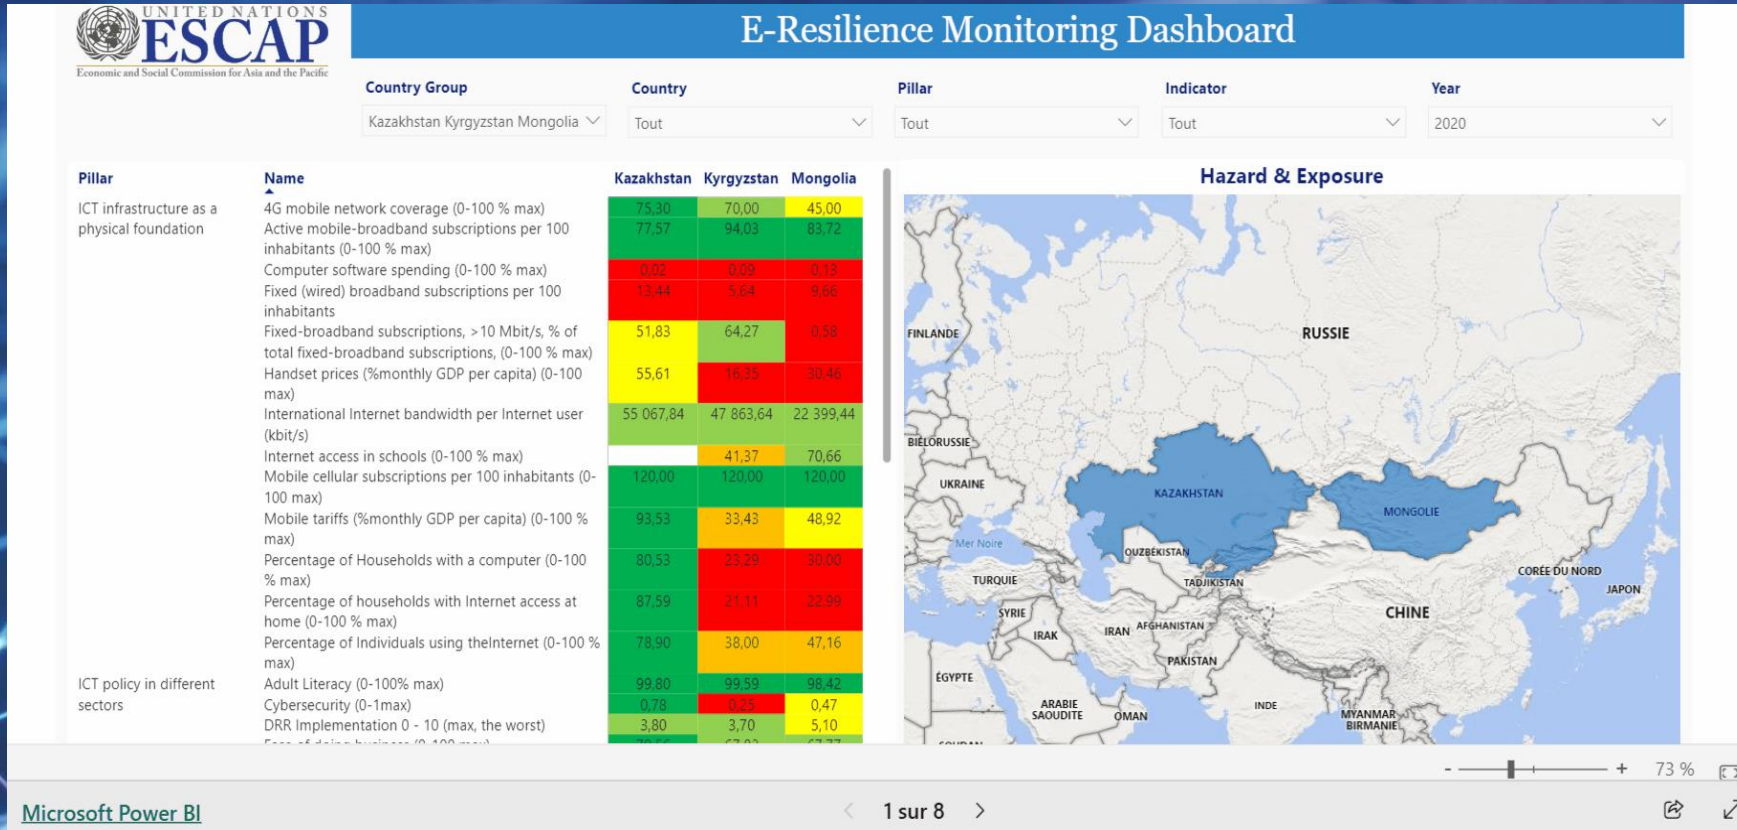 UNITED NATIONS
ESCAP
Economic and Social Commission for Asia and the Pacific
E-Resilience Monitoring Dashboard
Country Group Country Pillar Indicator Year
Kazakhstan Kyrgyzstan Mongolia Tout Tout Tout 2020
Pillar Name Kazakhstan Kyrgyzstan Mongolia
ICT infrastructure as a physical foundation
4G mobile network coverage (0-100 % max) 75,30 70,00 45,00
Active mobile-broadband subscriptions per 100 77,57 94,03 83,72
inhabitants (0-100 % max)
Computer software spending (0-100 % max) 0,02 0,09 0,13
Fixed (wired) broadband subscriptions per 100 13,44 5,64 9,66
inhabitants
Fixed-broadband subscriptions, >10 Mbit/s, % of 51,83 64,27 0,58
total fixed-broadband subscriptions, (0-100 % max)
Handset prices (%monthly GDP per capita) (0-100 55,61 16,35 30,46
max)
International Internet bandwidth per Internet user 55 067,84 47 863,64 22 399,44
(kbit/s)
Internet access in schools (0-100 % max) 41,37 70,66
Mobile cellular subscriptions per 100 inhabitants (0- 120,00 120,00 120,00
100 max)
Mobile tariffs (%monthly GDP per capita) (0-100 % 93,53 33,43 48,92
max)
Percentage of Households with a computer (0-100 80,53 23,29 30,00
% max)
Percentage of households with Internet access at 87,59 21,11 22,99
home (0-100 % max)
Percentage of Individuals using theInternet (0-100 % 78,90 38,00 47,16
max)
ICT policy in different sectors
Adult Literacy (0-100% max) 99,80 99,59 98,42
Cybersecurity (0-1max) 0,78 0,25 0,47
DRR Implementation 0 - 10 (max, the worst) 3,80 3,70 5,10
Hazard & Exposure
FINLANDE
RUSSIE
BIÉLORUSSIE
UKRAINE
KAZAKHSTAN
MONGOLIE
Mer Noire
OUZBÉKISTAN
CORÉE DU NORD
TURQUIE
TADJIKISTAN
JAPON
SYRIE
CHINE
IRAK
IRAN
AFGHANISTAN
PAKISTAN
ÉGYPTE
ARABIE
SAOUDITE
OMAN
INDE
MYANMAR
BIRMANIE
- + 73 %
Microsoft Power BI
1 sur 8